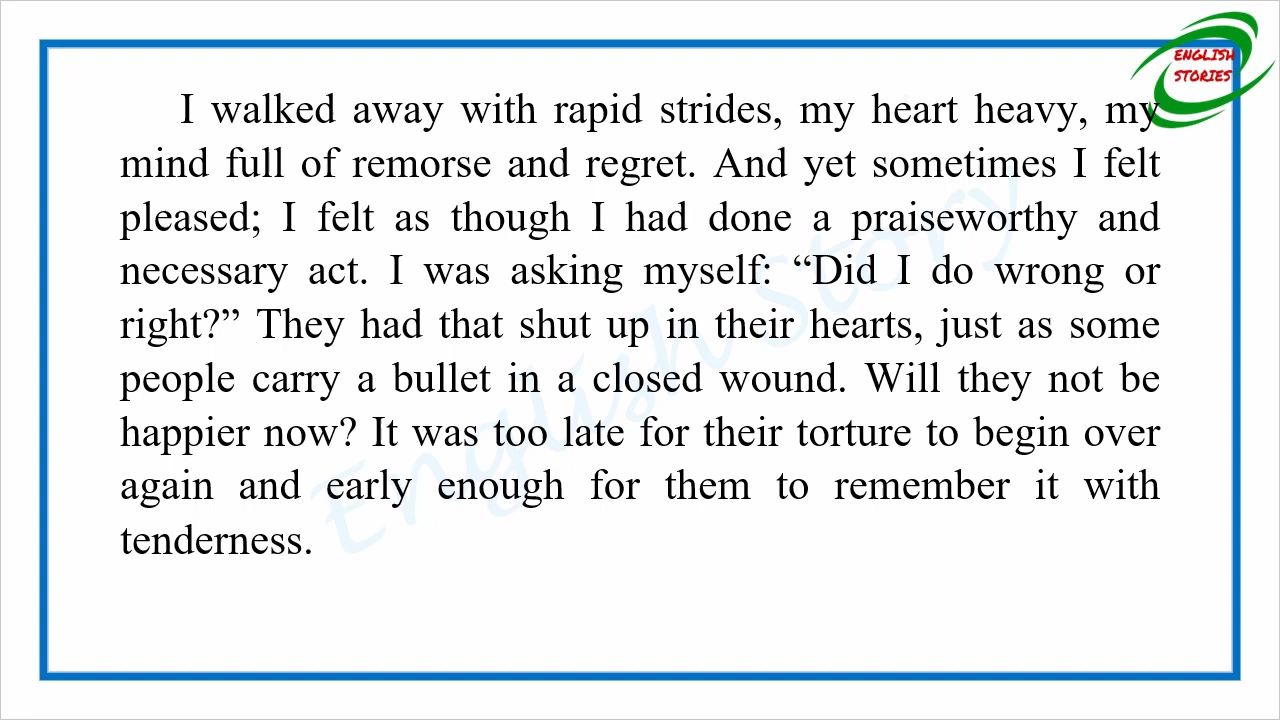 ENGLISH
STORIES
I walked away with rapid strides, my heart heavy, my
mind full of remorse and regret. And yet sometimes I felt
pleased; I felt as though I had done a praiseworthy and
necessary act. I was asking myself: “Did I do wrong or
right?” They had that shut up in their hearts, just as some
people carry a bullet in a closed wound. Will they not be
happier now? It was too late for their torture to begin over
again and early enough for them to remember it with
tenderness.
English Story